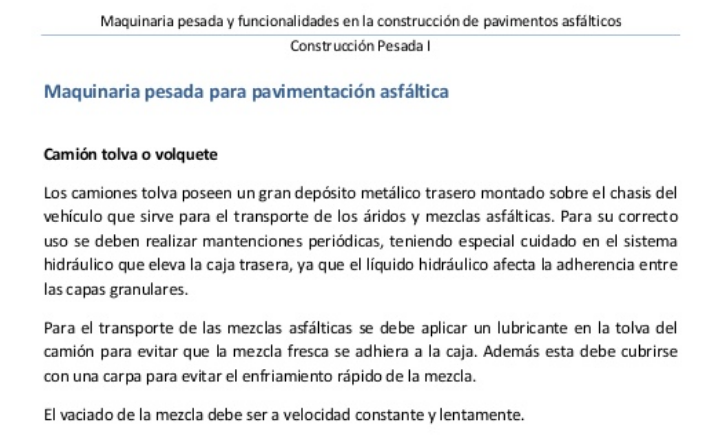 Maquinaria pesada y funcionalidades en la construcción de pavimentos asfálticos
Construcción Pesada I
Maquinaria pesada para pavimentación asfáltica
Camión tolva o volquete
Los camiones tolva poseen un gran depósito metálico trasero montado sobre el chasis del
vehículo que sirve para el transporte de los áridos y mezclas asfálticas. Para su correcto
uso se deben realizar mantenciones periódicas, teniendo especial cuidado en el sistema
hidráulico que eleva la caja trasera, ya que el líquido hidráulico afecta la adherencia entre
las capas granulares.
Para el transporte de las mezclas asfálticas se debe aplicar un lubricante en la tolva del
camión para evitar que la mezcla fresca se adhiera a la caja. Además esta debe cubrirse
con una carpa para evitar el enfriamiento rápido de la mezcla.
El vaciado de la mezcla debe ser a velocidad constante y lentamente.